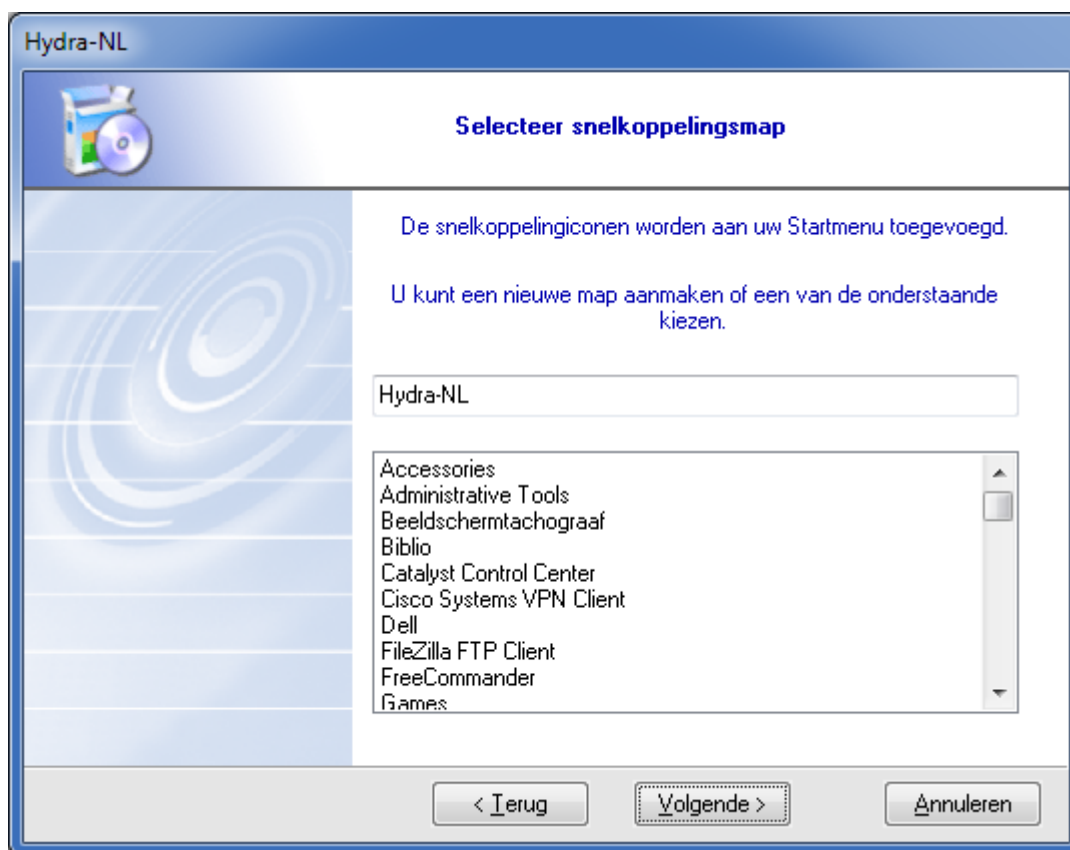 Hydra-NL
Selecteer snelkoppelingsmap
De snelkoppelingiconen worden aan uw Startmenu toegevoegd.
U kunt een nieuwe map aanmaken of een van de onderstaande
kiezen.
Hydra-NL
Accessories
Administrative Tools
Beeldschermtachograaf
Biblio
Catalyst Control Center
Cisco Systems VPN Client
Dell
FileZilla FTP Client
FreeCommander
Games
< Terug
Volgende >
Annuleren